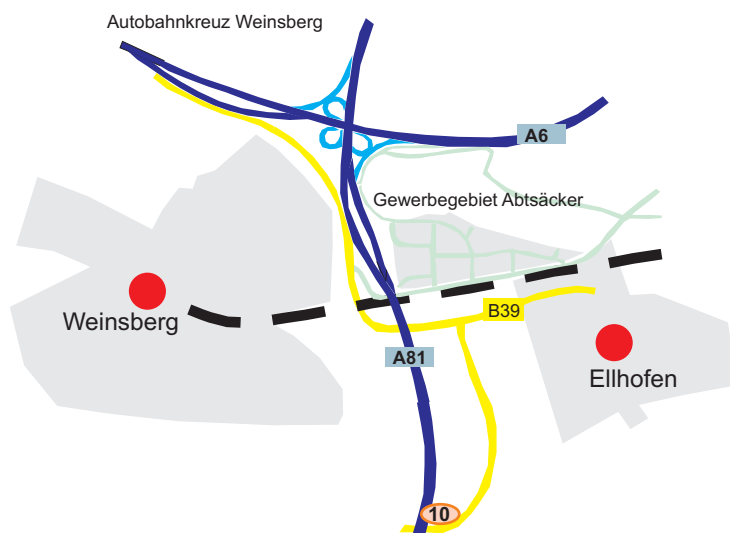 Autobahnkreuz Weinsberg
A6
Gewerbegebiet Abtsäcker
B39
Weinsberg
A81
Ellhofen
10